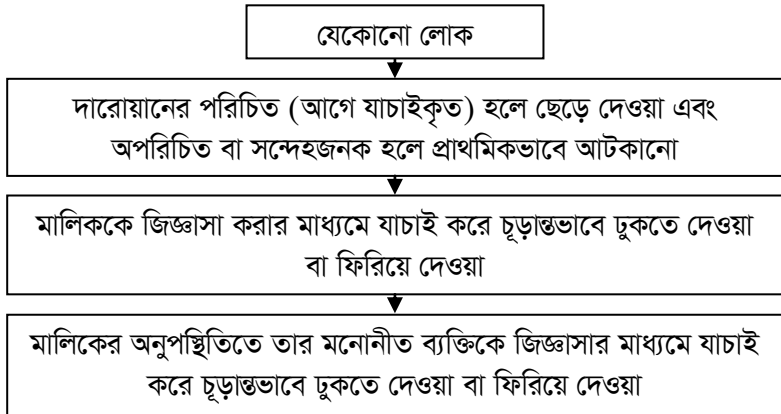 যেকোনো লোক
দারোয়ানের পরিচিত (আগে যাচাইকৃত) হলে ছেড়ে দেওয়া এবং
অপরিচিত বা সন্দেহজনক হলে প্রাথমিকভাবে আটকানো
মালিককে জিজ্ঞাসা করার মাধ্যমে যাচাই করে চূড়ান্তভাবে ঢুকতে দেওয়া
বা ফিরিয়ে দেওয়া
মালিকের অনুপস্থিতিতে তার মনোনীত ব্যক্তিকে জিজ্ঞাসার মাধ্যমে যাচাই
করে চূড়ান্তভাবে ঢুকতে দেওয়া বা ফিরিয়ে দেওয়া